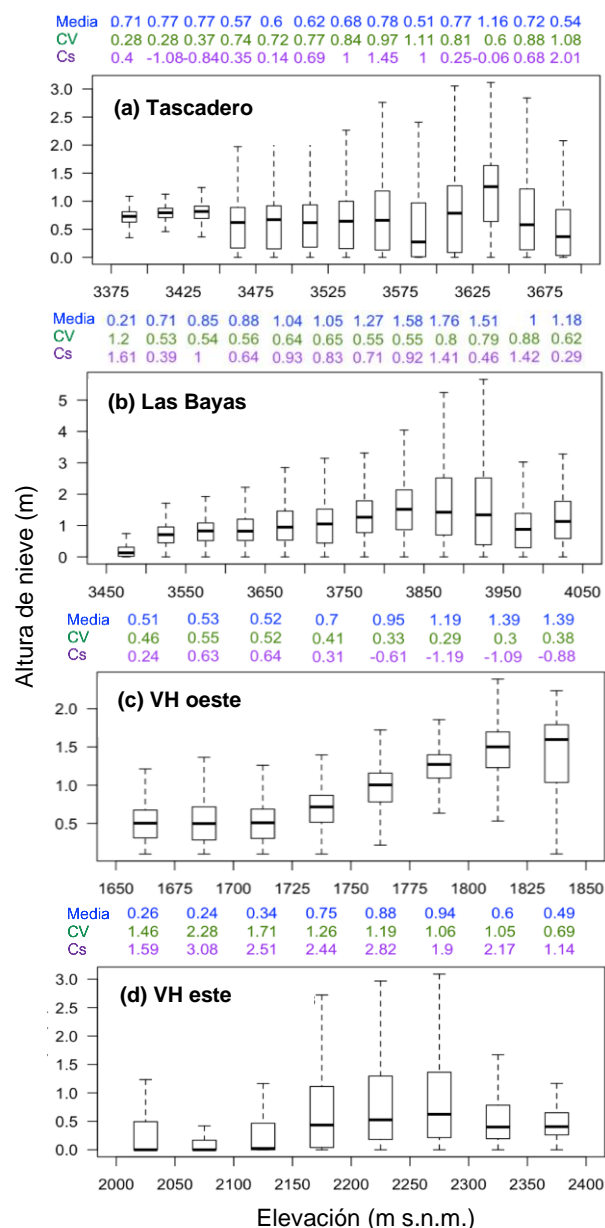 Media 0.71 0.77 0.77 0.57 0.6 0.62 0.68 0.78 0.51 0.77 1.16 0.72 0.54
CV 0.28 0.28 0.37 0.74 0.72 0.77 0.84 0.97 1.11 0.81 0.6 0.88 1.08
Cs 0.4 -1.08 -0.84 0.35 0.14 0.69 1 1.45 1 0.25 -0.06 0.68 2.01
(a) Tascadero
3.0
2.5
2.0
1.5
1.0
0.5
0.0
3375 3425 3475 3525 3575 3625 3675
Media 0.21 0.71 0.85 0.88 1.04 1.05 1.27 1.58 1.76 1.51 1 1.18
CV 1.2 0.53 0.54 0.56 0.64 0.65 0.55 0.55 0.8 0.79 0.88 0.62
Cs 1.61 0.39 1 0.64 0.93 0.83 0.71 0.92 1.41 0.46 1.42 0.29
(b) Las Bayas
5
4
3
2
1
0
3450 3550 3650 3750 3850 3950 4050
Altura de nieve (m)
Media 0.51 0.53 0.52 0.7 0.95 1.19 1.39 1.39
CV 0.46 0.55 0.52 0.41 0.33 0.29 0.3 0.38
Cs 0.24 0.63 0.64 0.31 -0.61 -1.19 -1.09 -0.88
(c) VH oeste
2.0
1.5
1.0
0.5
1650 1675 1700 1725 1750 1775 1800 1825 1850
Media 0.26 0.24 0.34 0.75 0.88 0.94 0.6 0.49
CV 1.46 2.28 1.71 1.26 1.19 1.06 1.05 0.69
Cs 1.59 3.08 2.51 2.44 2.82 1.9 2.17 1.14
(d) VH este
3.0
2.5
2.0
1.5
1.0
0.5
0.0
2000 2050 2100 2150 2200 2250 2300 2350 2400
Elevación (m s.n.m.)